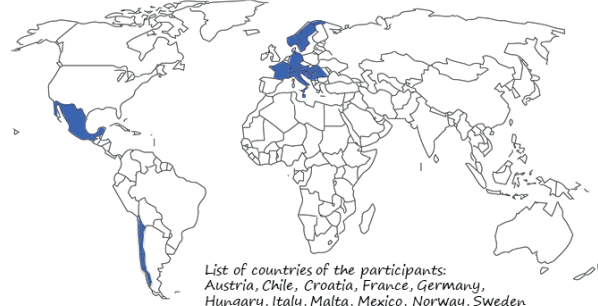 List of countries of the participants:
Austria, Chile, Croatia, France, Germany,
Hungary, Italy, Malta, Mexico, Norway, Sweden